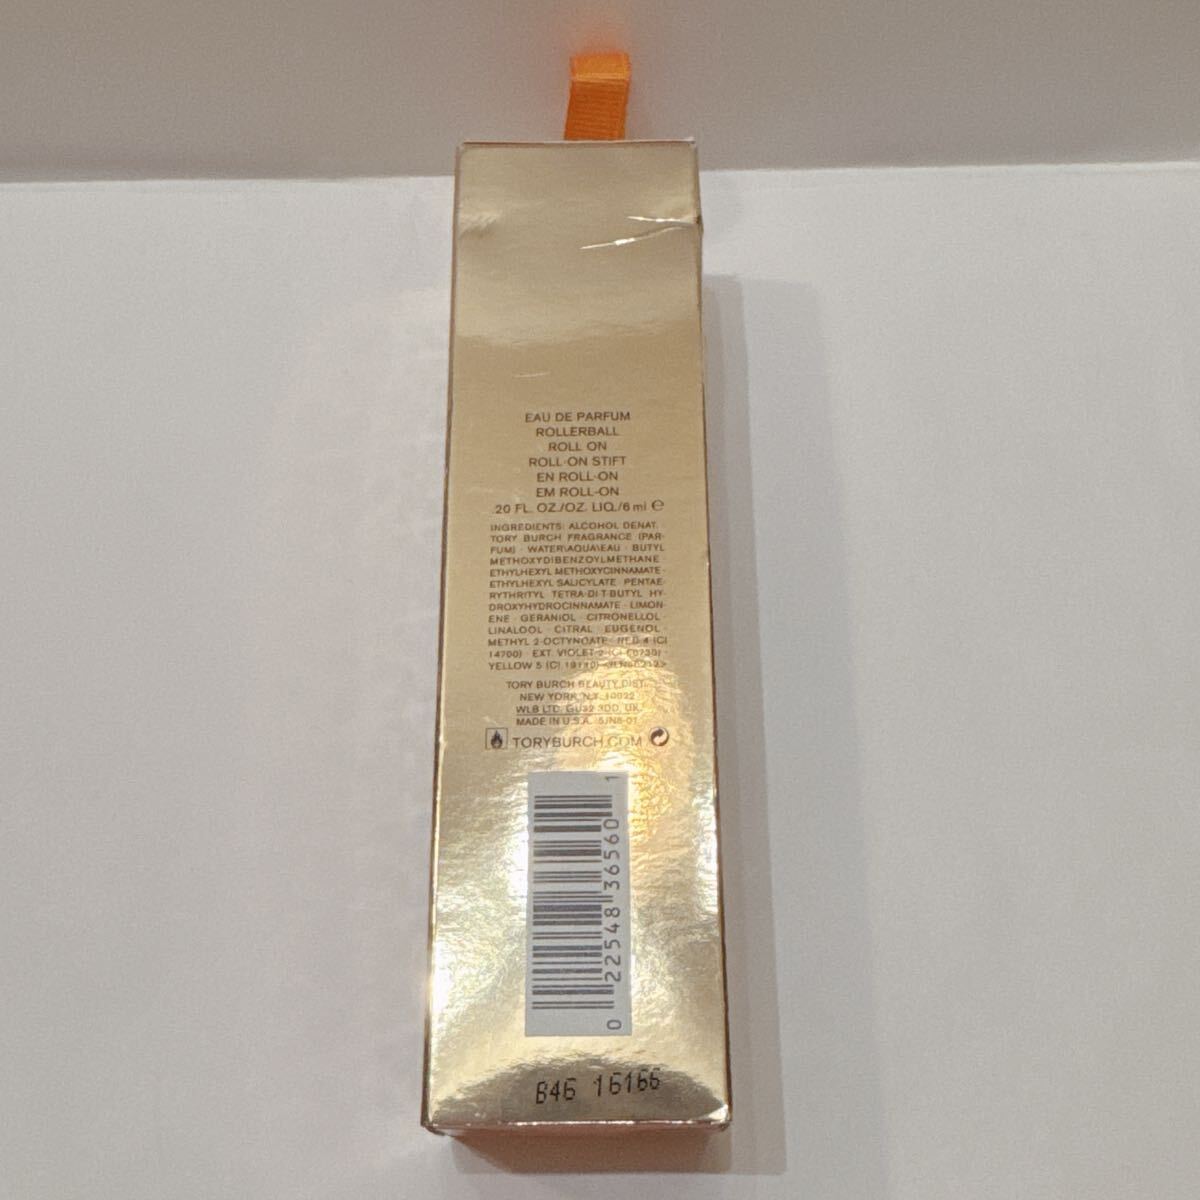 EAU DE PARFUM
ROLLERBALL
ROLL ON
ROLL-ON STIFT
EN ROLL-ON
EM ROLL-ON
.20 FL. OZ./OZ. LIQ./6 ml ℮
INGREDIENTS: ALCOHOL DENAT. ·
TORY BURCH FRAGRANCE (PAR-
FUM) · WATER\AQUA\EAU · BUTYL
METHOXYDIBENZOYLMETHANE ·
ETHYLHEXYL METHOXYCINNAMATE ·
ETHYLHEXYL SALICYLATE · PENTAE-
RYTHRITYL TETRA-DI-T-BUTYL HY-
DROXYHYDROCINNAMATE · LIMON-
ENE · GERANIOL · CITRONELLOL ·
LINALOOL · CITRAL · EUGENOL ·
METHYL 2-OCTYNOATE · RED 4 (CI
14700) · EXT. VIOLET 2 (CI 60730) ·
YELLOW 5 (CI 19140)
TORY BURCH BEAUTY DIST.
NEW YORK, N.Y. 10022
WLB LTD. GU32 3DD, UK.
MADE IN U.S.A. 5JN8-01
TORYBURCH.COM
0 22548 36560 1
B46 16166